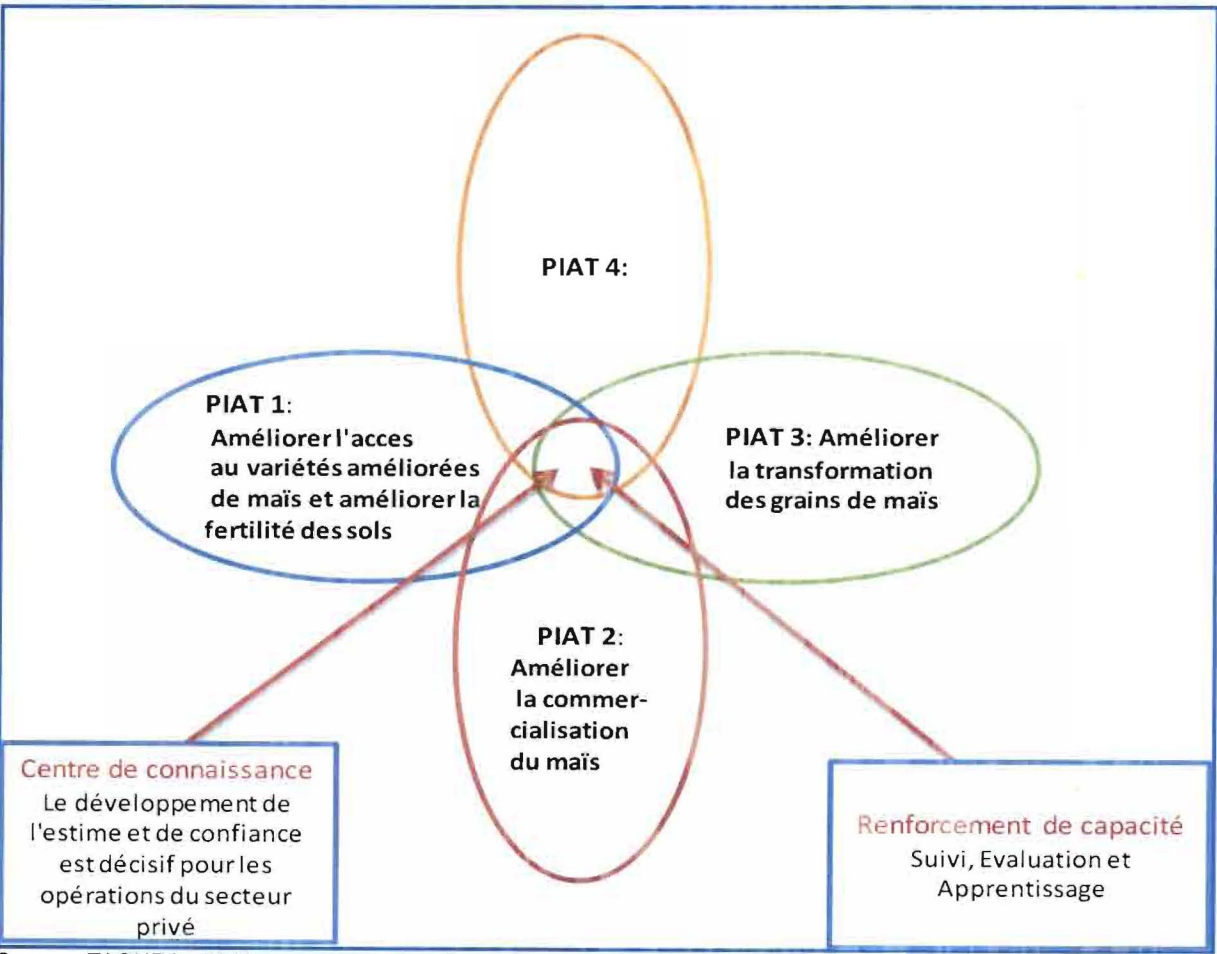 PIAT 4:
PIAT 1:
Améliorer l'acces
au variétés améliorées
de maïs et améliorer la
fertilité des sols
PIAT 3: Améliorer
la transformation
des grains de maïs
PIAT 2:
Améliorer
la commer-
cialisation
du maïs
Centre de connaissance
Le développement de
l'estime et de confiance
est décisif pour les
opérations du secteur
privé
Renforcement de capacité
Suivi, Evaluation et
Apprentissage